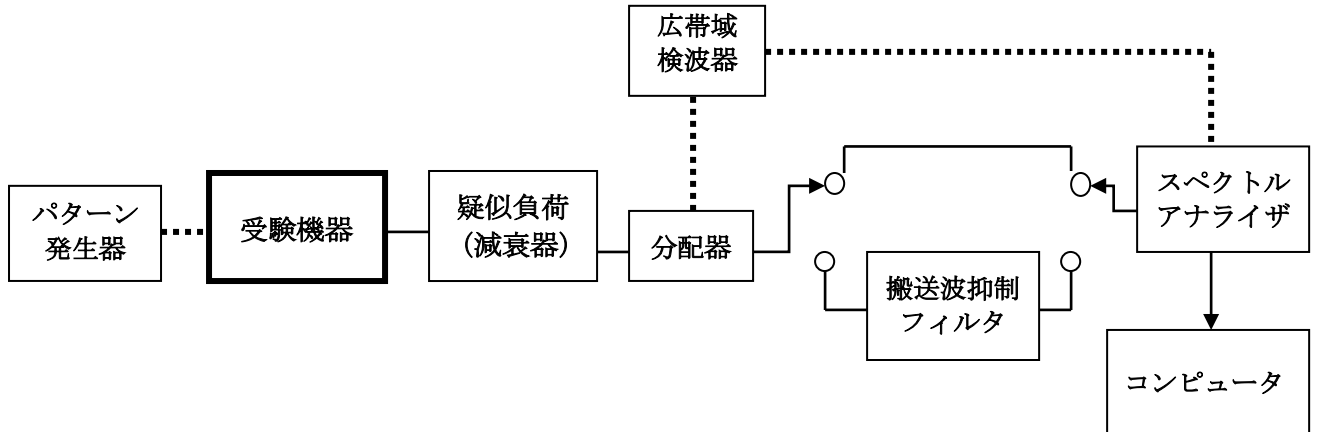 広帯域
検波器
パターン
発生器
受験機器
疑似負荷
（減衰器）
分配器
搬送波抑制
フィルタ
スペクトル
アナライザ
コンピュータ